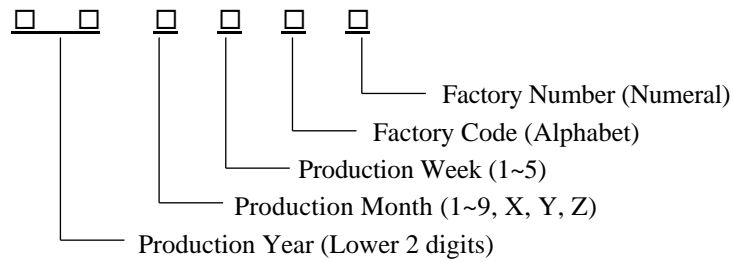 □ □ □ □ □ □
Factory Number (Numeral)
Factory Code (Alphabet)
Production Week (1~5)
Production Month (1~9, X, Y, Z)
Production Year (Lower 2 digits)